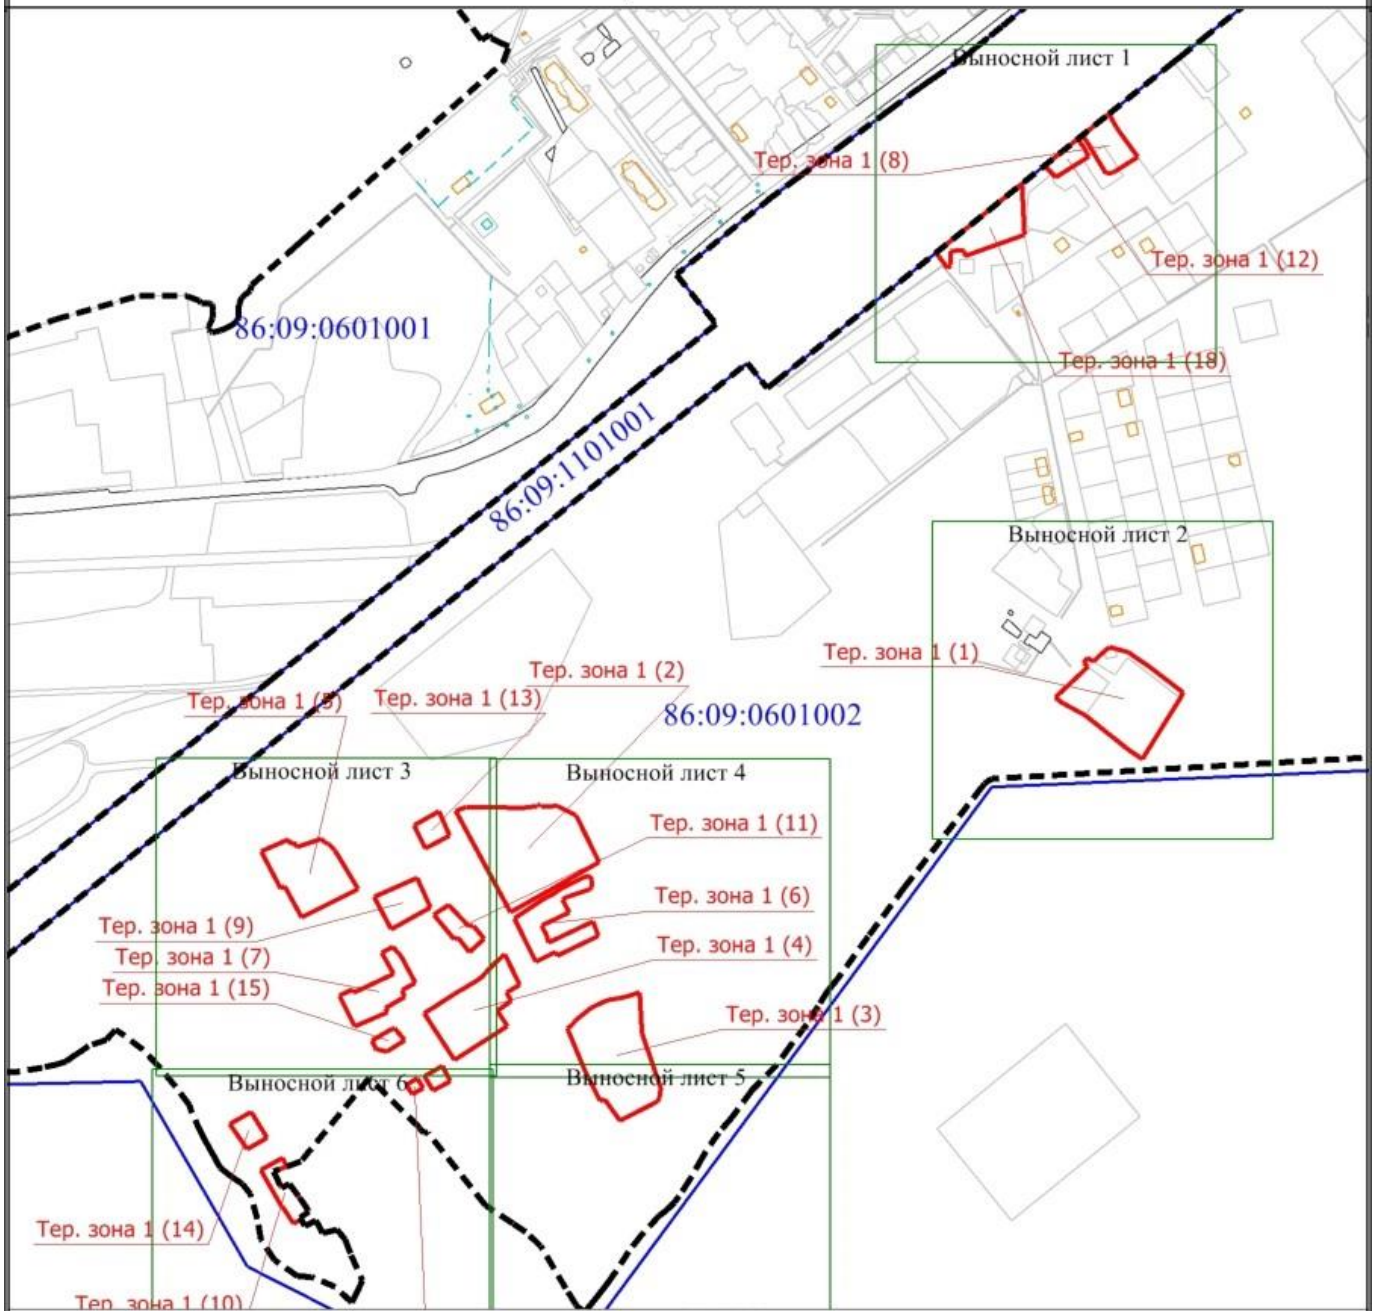 Выносной лист 1
Тер. зона 1 (8)
Тер. зона 1 (12)
86:09:0601001
Тер. зона 1 (18)
86:09:1101001
Выносной лист 2
Тер. зона 1 (1)
Тер. зона 1 (2)
Тер. зона 1 (5)
Тер. зона 1 (13)
86:09:0601002
Выносной лист 3
Выносной лист 4
Тер. зона 1 (11)
Тер. зона 1 (6)
Тер. зона 1 (9)
Тер. зона 1 (4)
Тер. зона 1 (7)
Тер. зона 1 (15)
Тер. зона 1 (3)
Выносной лист 6
Выносной лист 5
Тер. зона 1 (14)
Тер. зона 1 (10)